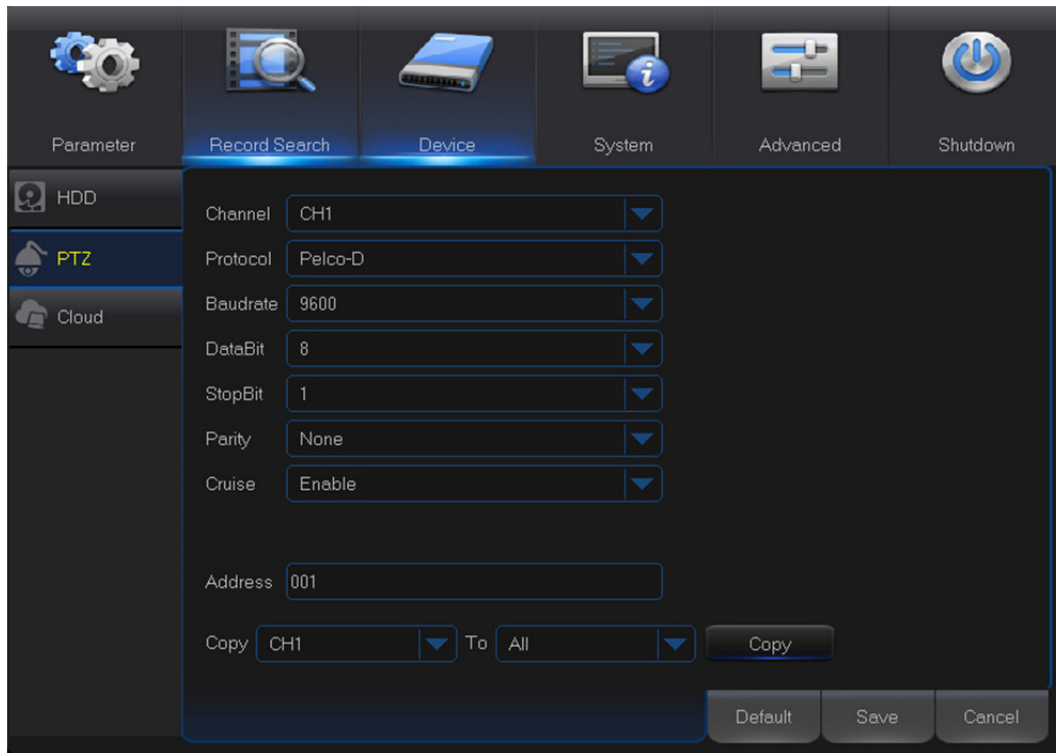 Parameter Record Search Device System Advanced Shutdown
HDD
PTZ
Cloud
Channel CH1
Protocol Pelco-D
Baudrate 9600
DataBit 8
StopBit 1
Parity None
Cruise Enable
Address 001
Copy CH1 To All Copy
Default Save Cancel